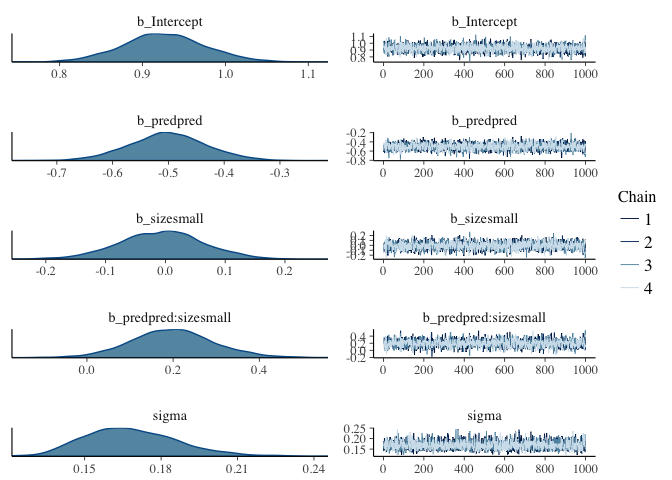 b_Intercept
0.8 0.9 1.0 1.1
b_Intercept
1.1
1.0
0.9
0.8
0 200 400 600 800 1000
b_predpred
-0.7 -0.6 -0.5 -0.4 -0.3
b_predpred
-0.2
-0.4
-0.6
-0.8
0 200 400 600 800 1000
b_sizesmall
-0.2 -0.1 0.0 0.1 0.2
b_sizesmall
0.2
0.1
0.0
0 200 400 600 800 1000
b_predpred:sizesmall
0.0 0.2 0.4
b_predpred:sizesmall
0.4
0.2
0.0
-0.2
0 200 400 600 800 1000
sigma
0.15 0.18 0.21 0.24
sigma
0.25
0.20
0.15
0 200 400 600 800 1000
Chain
1
2
3
4